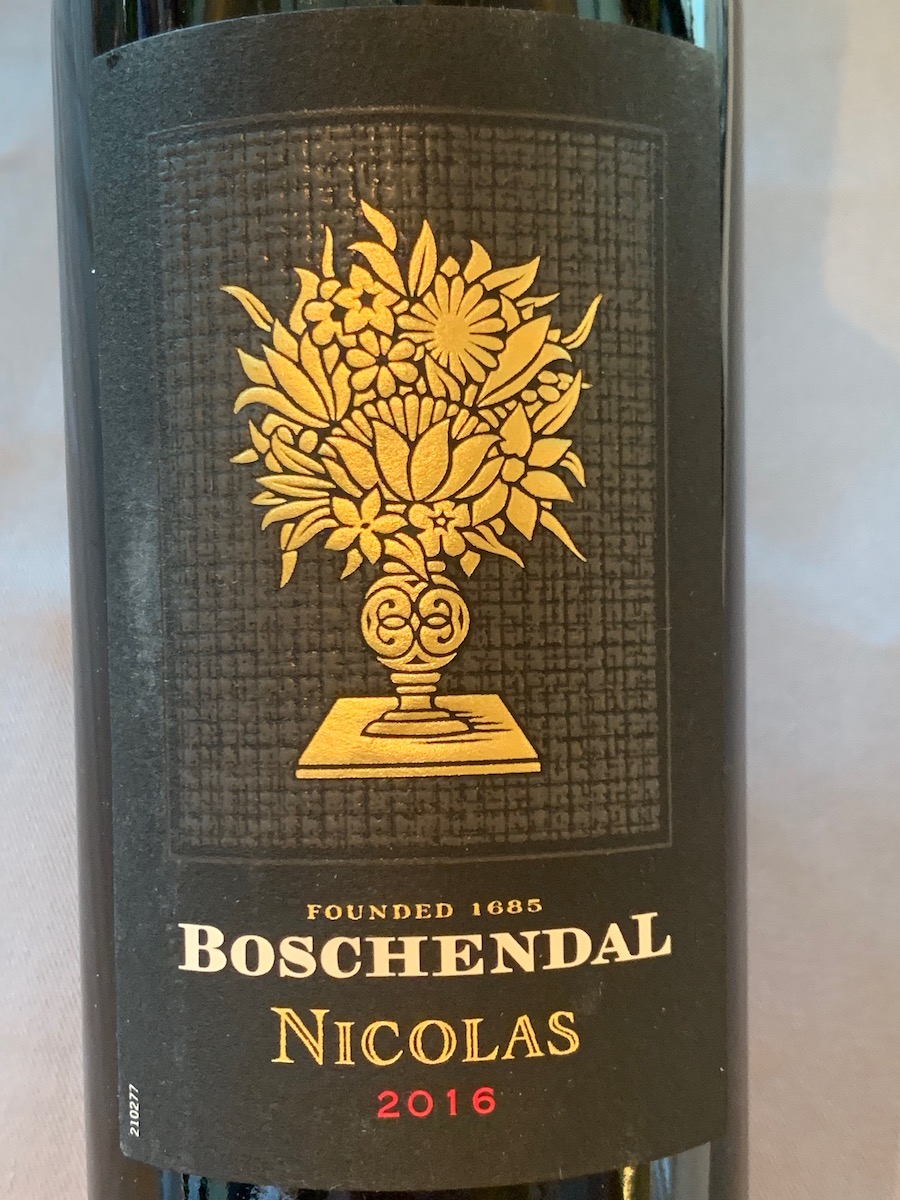 FOUNDED 1685
BOSCHENDAL
NICOLAS
2016
210277